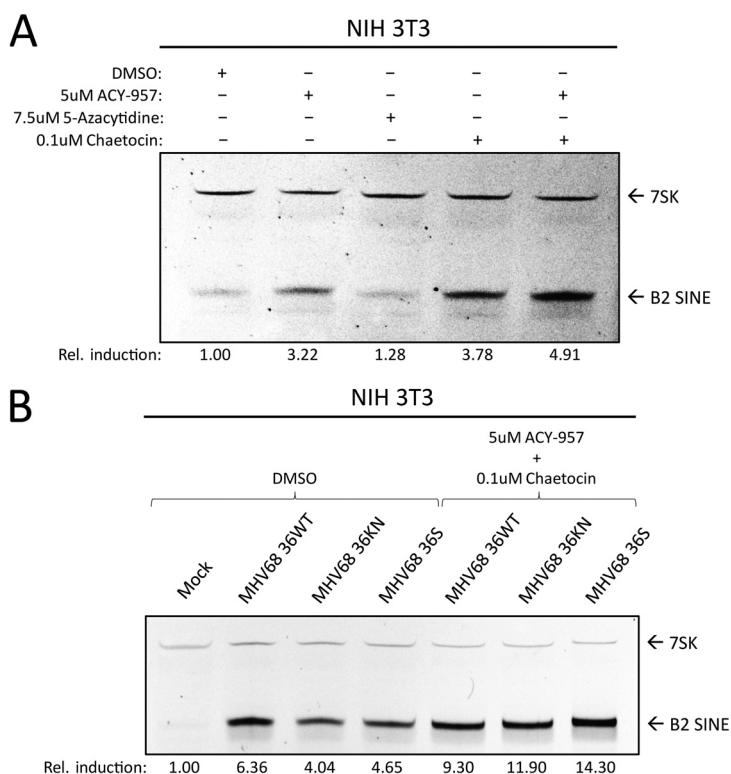 A
NIH 3T3
DMSO: + – – – –
5uM ACY-957: – + – – +
7.5uM 5-Azacytidine: – – + – –
0.1uM Chaetocin: – – – + +
← 7SK
← B2 SINE
Rel. induction: 1.00 3.22 1.28 3.78 4.91
B
NIH 3T3
5uM ACY-957
+
DMSO 0.1uM Chaetocin
Mock MHV68 36WT MHV68 36KN MHV68 36S MHV68 36WT MHV68 36KN MHV68 36S
← 7SK
← B2 SINE
Rel. induction: 1.00 6.36 4.04 4.65 9.30 11.90 14.30